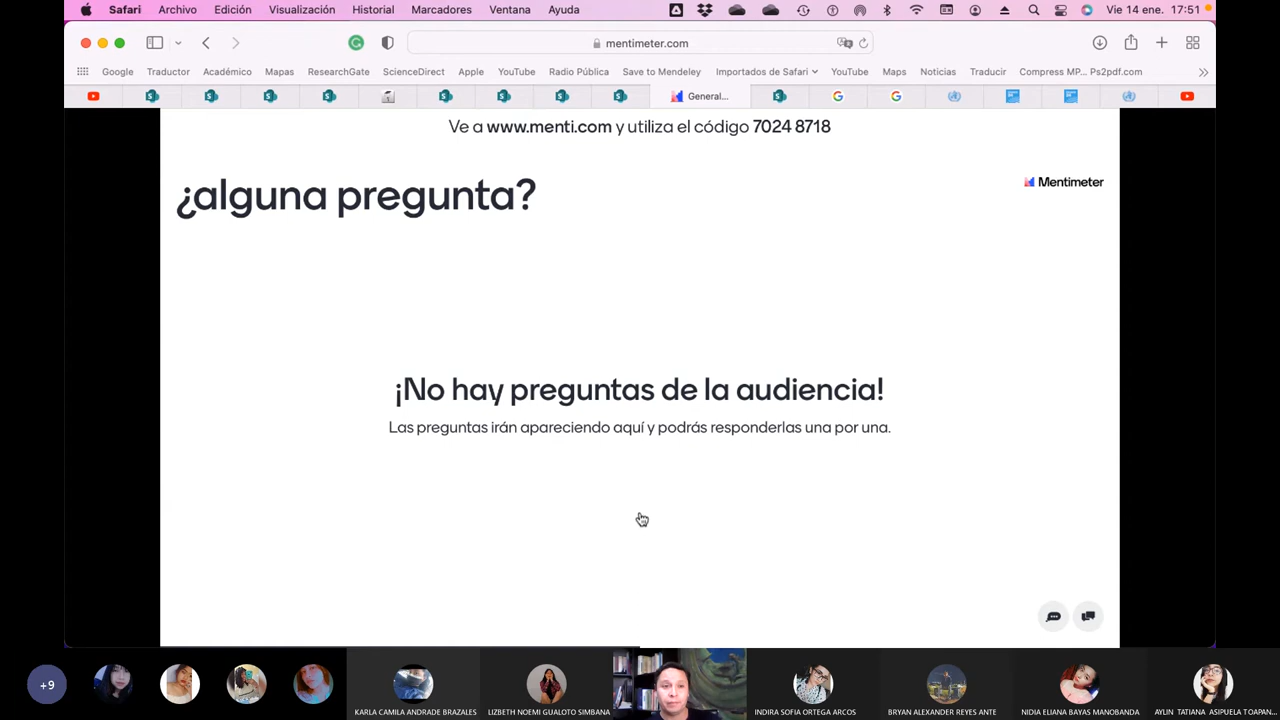 Safari Archivo Edición Visualización Historial Marcadores Ventana Ayuda Vie 14 ene. 17:51
mentimeter.com
Google Traductor Académico Mapas ResearchGate ScienceDirect Apple YouTube Radio Pública Save to Mendeley Importados de Safari YouTube Maps Noticias Traducir Compress MP... Ps2pdf.com
General...
Ve a www.menti.com y utiliza el código 7024 8718
¿alguna pregunta?
Mentimeter
¡No hay preguntas de la audiencia!
Las preguntas irán apareciendo aquí y podrás responderlas una por una.
+9
KARLA CAMILA ANDRADE BRAZALES
LIZBETH NOEMI GUALOTO SIMBANA
INDIRA SOFIA ORTEGA ARCOS
BRYAN ALEXANDER REYES ANTE
NIDIA ELIANA BAYAS MANOBANDA
AYLIN TATIANA ASIPUELA TOAPAN...